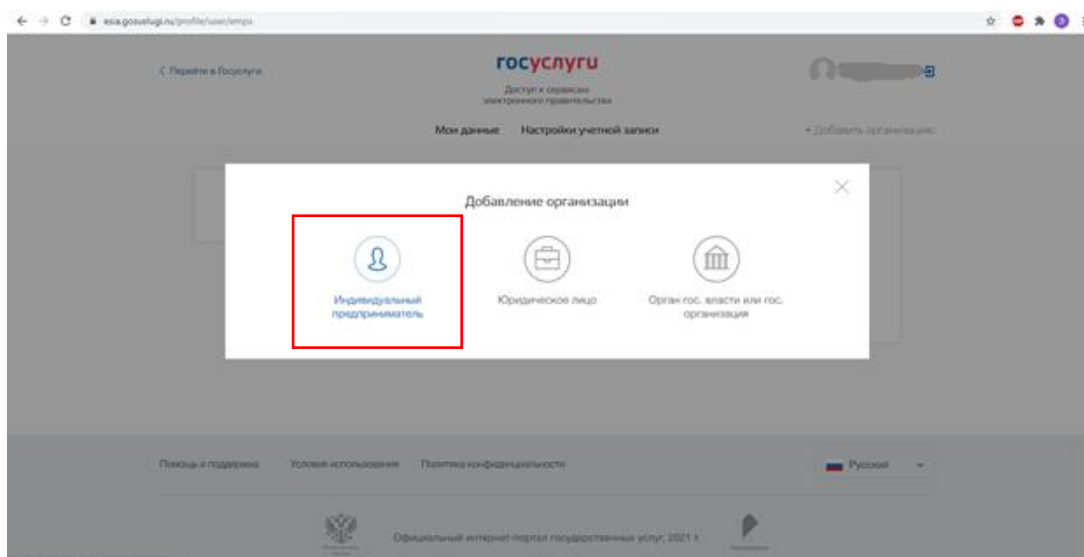 esia.gosuslugi.ru/profile/user/emps
Перейти в Госуслуги
госуслуги
Доступ к сервисам
электронного правительства
Мои данные Настройки учетной записи + Добавить организацию
Добавление организации
Индивидуальный
предприниматель
Юридическое лицо
Орган гос. власти или гос.
организация
Помощь и поддержка Условия использования Политика конфиденциальности Русский
Официальный интернет-портал государственных услуг, 2021 г.